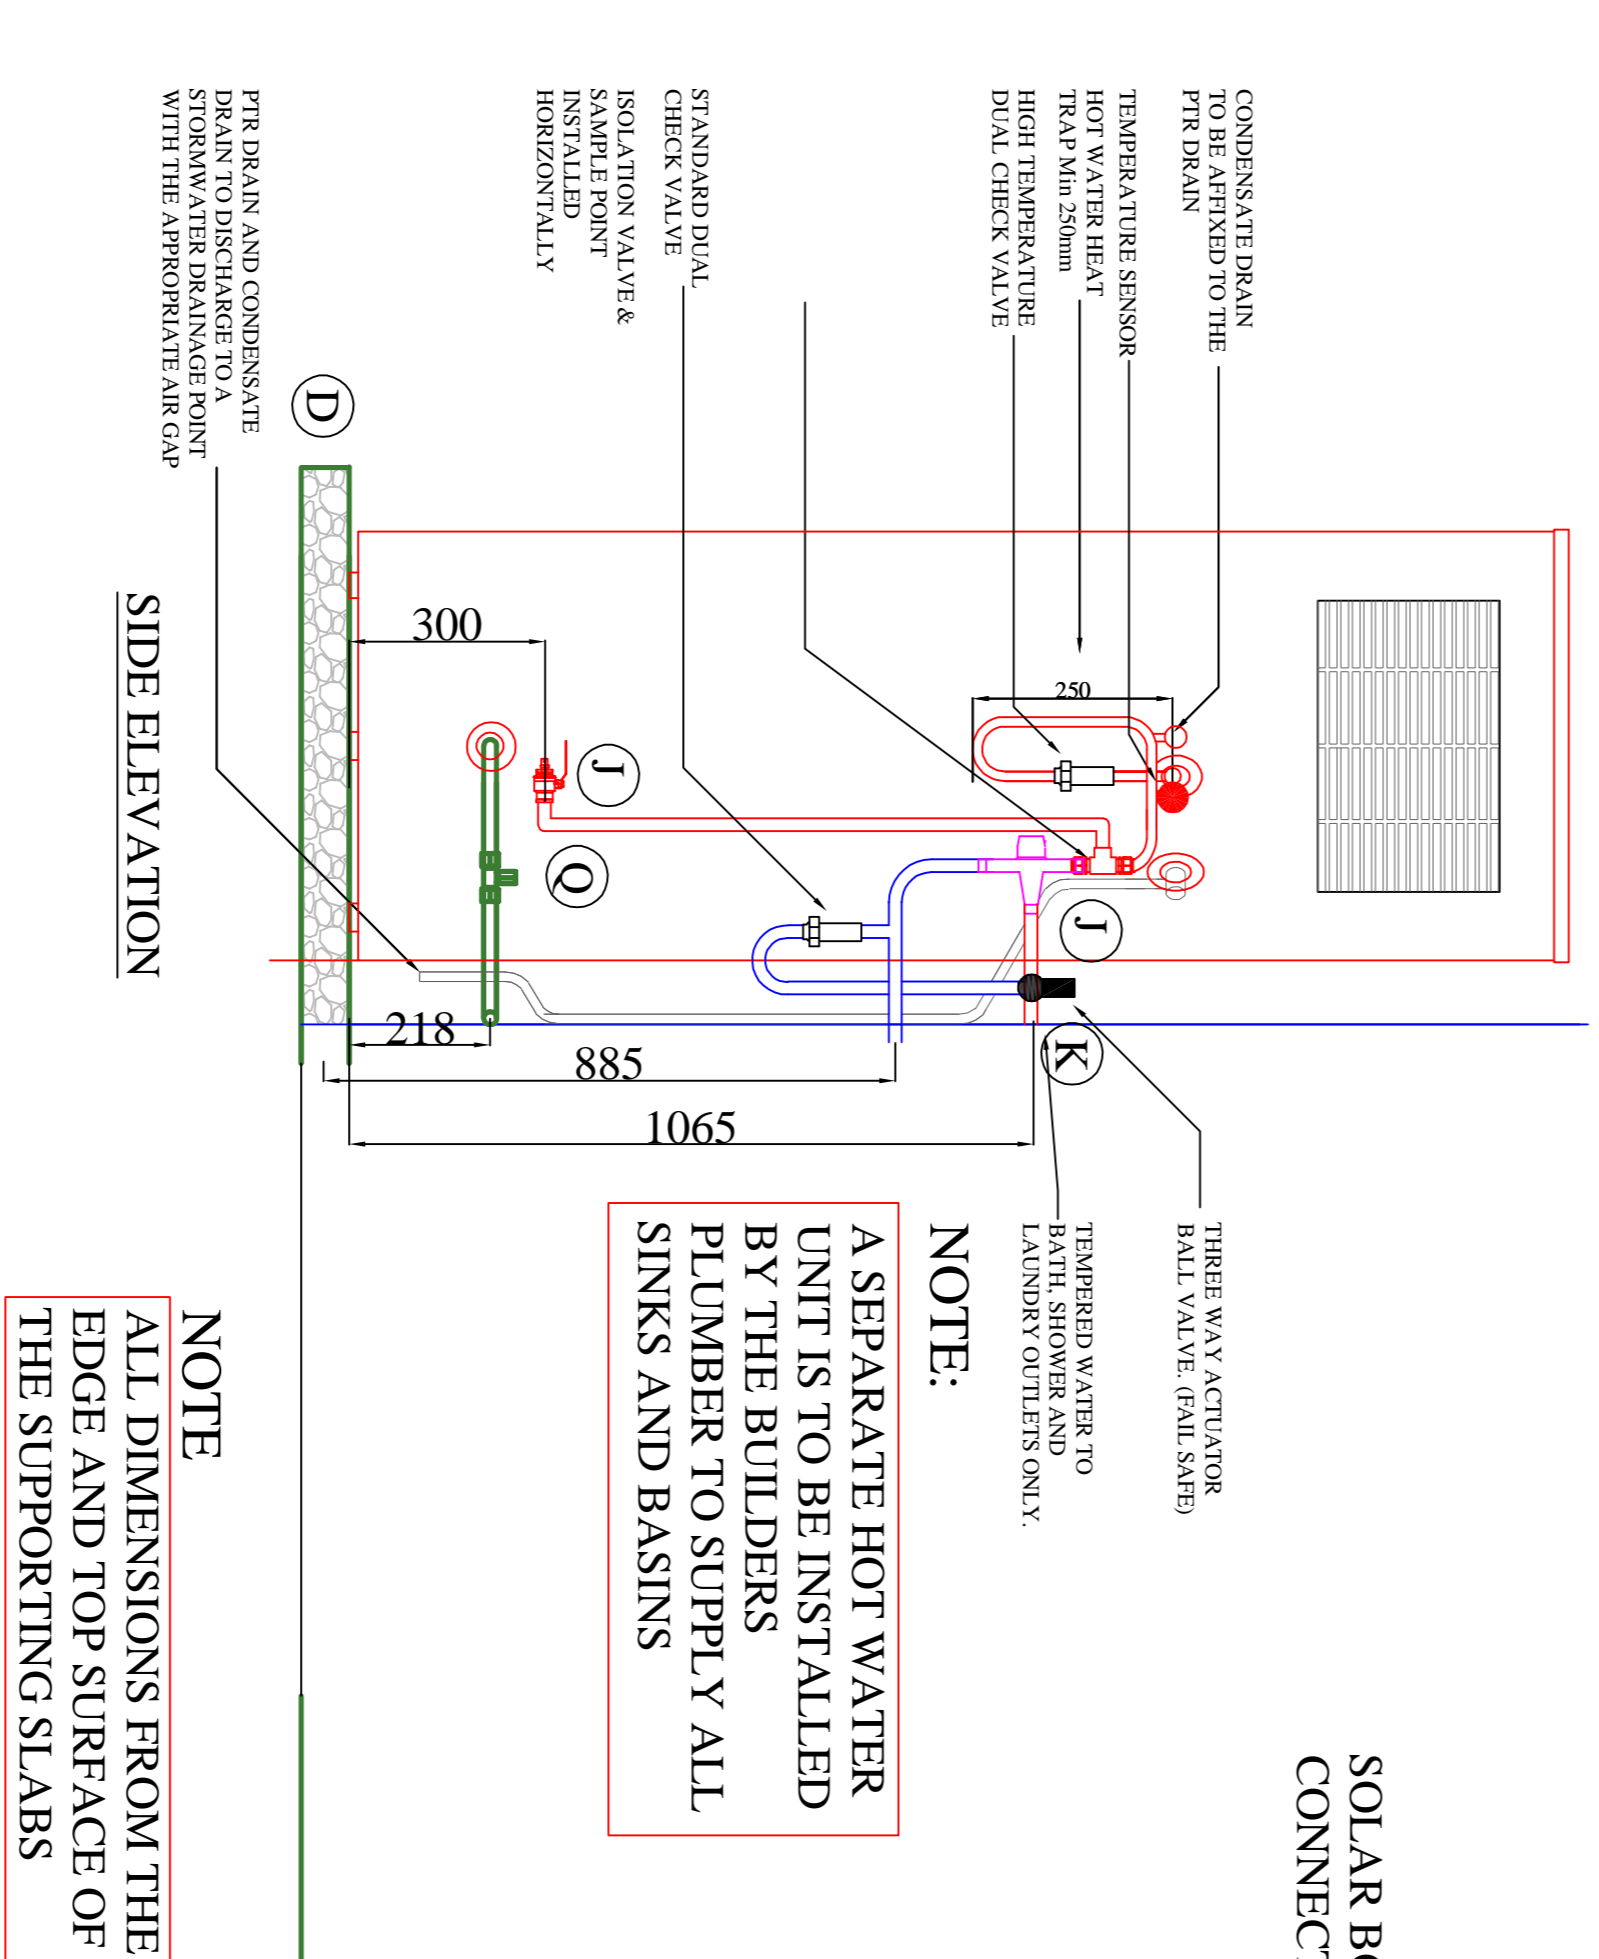 SOLAR BO
CONNECT
CONDENSATE DRAIN
TO BE AFFIXED TO THE
PTR DRAIN
TEMPERATURE SENSOR
HOT WATER HEAT
TRAP Min 250mm
HIGH TEMPERATURE
DUAL CHECK VALVE
STANDARD DUAL
CHECK VALVE
ISOLATION VALVE &
SAMPLE POINT
INSTALLED
HORIZONTALLY
PTR DRAIN AND CONDENSATE
DRAIN TO DISCHARGE TO A
STORMWATER DRAINAGE POINT
WITH THE APPROPRIATE AIR GAP
250
300
218
885
1065
J
J
K
Q
D
THREE WAY ACTUATOR
BALL VALVE. (FAIL SAFE)
TEMPERED WATER TO
BATH, SHOWER AND
LAUNDRY OUTLETS ONLY.
NOTE:
A SEPARATE HOT WATER
UNIT IS TO BE INSTALLED
BY THE BUILDERS
PLUMBER TO SUPPLY ALL
SINKS AND BASINS
SIDE ELEVATION
NOTE
ALL DIMENSIONS FROM THE
EDGE AND TOP SURFACE OF
THE SUPPORTING SLABS